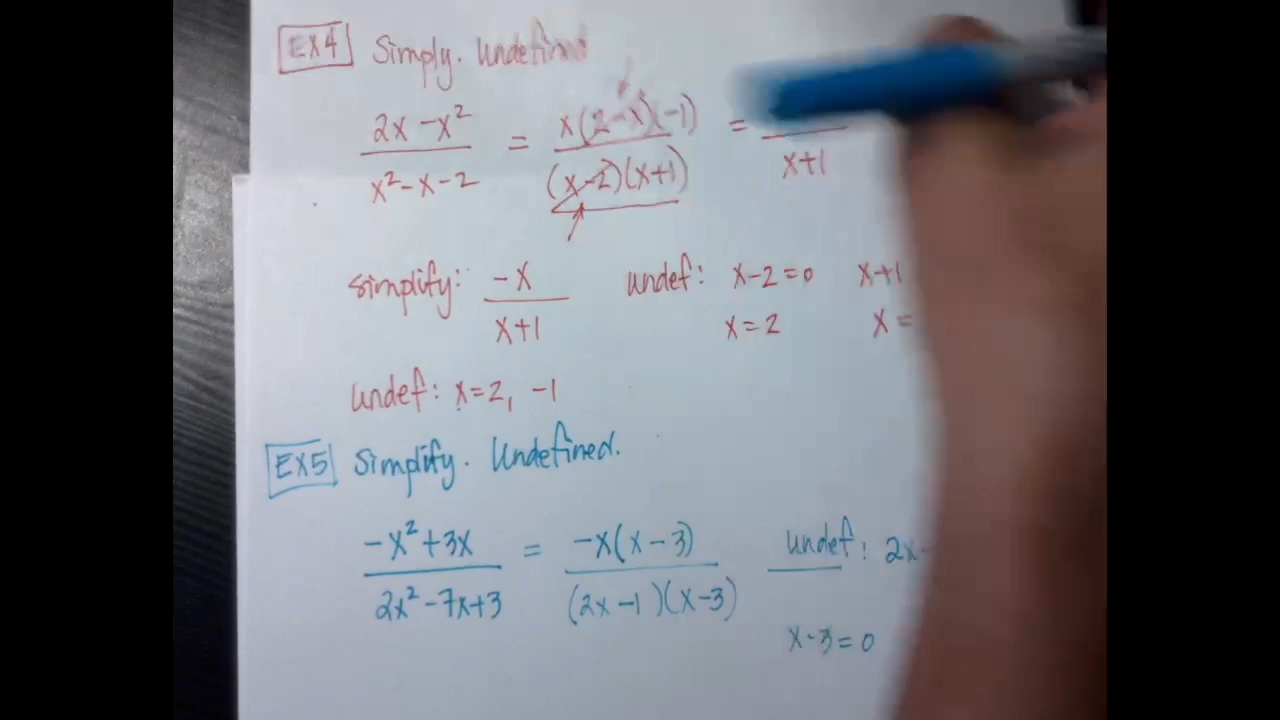 EX4 Simply. Undefined
2x - x² / x² - x - 2 = x(2-x)(-1) / (x-2)(x+1) = / x+1
simplify: -x / x+1 undef: x-2=0 x+1
x=2 x=
undef: x=2, -1
EX5 Simplify. Undefined.
-x²+3x / 2x²-7x+3 = -x(x-3) / (2x-1)(x-3) undef: 2x-
x-3=0